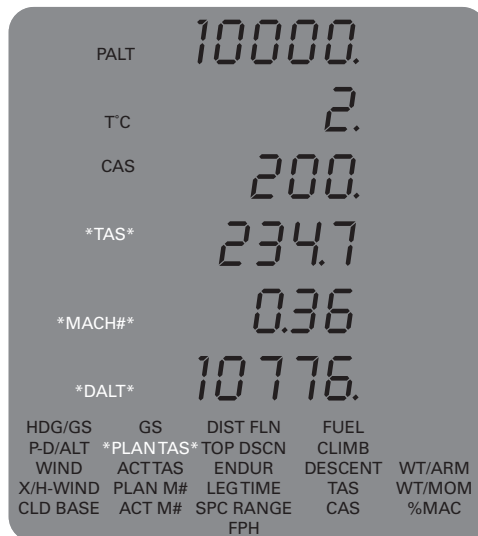 PALT 10000.
T°C 2.
CAS 200.
*TAS* 234.7
*MACH#* 0.36
*DALT* 10776.
HDG/GS GS DIST FLN FUEL
P-D/ALT *PLAN TAS* TOP DSCN CLIMB
WIND ACT TAS ENDUR DESCENT WT/ARM
X/H-WIND PLAN M# LEG TIME TAS WT/MOM
CLD BASE ACT M# SPC RANGE CAS %MAC
FPH